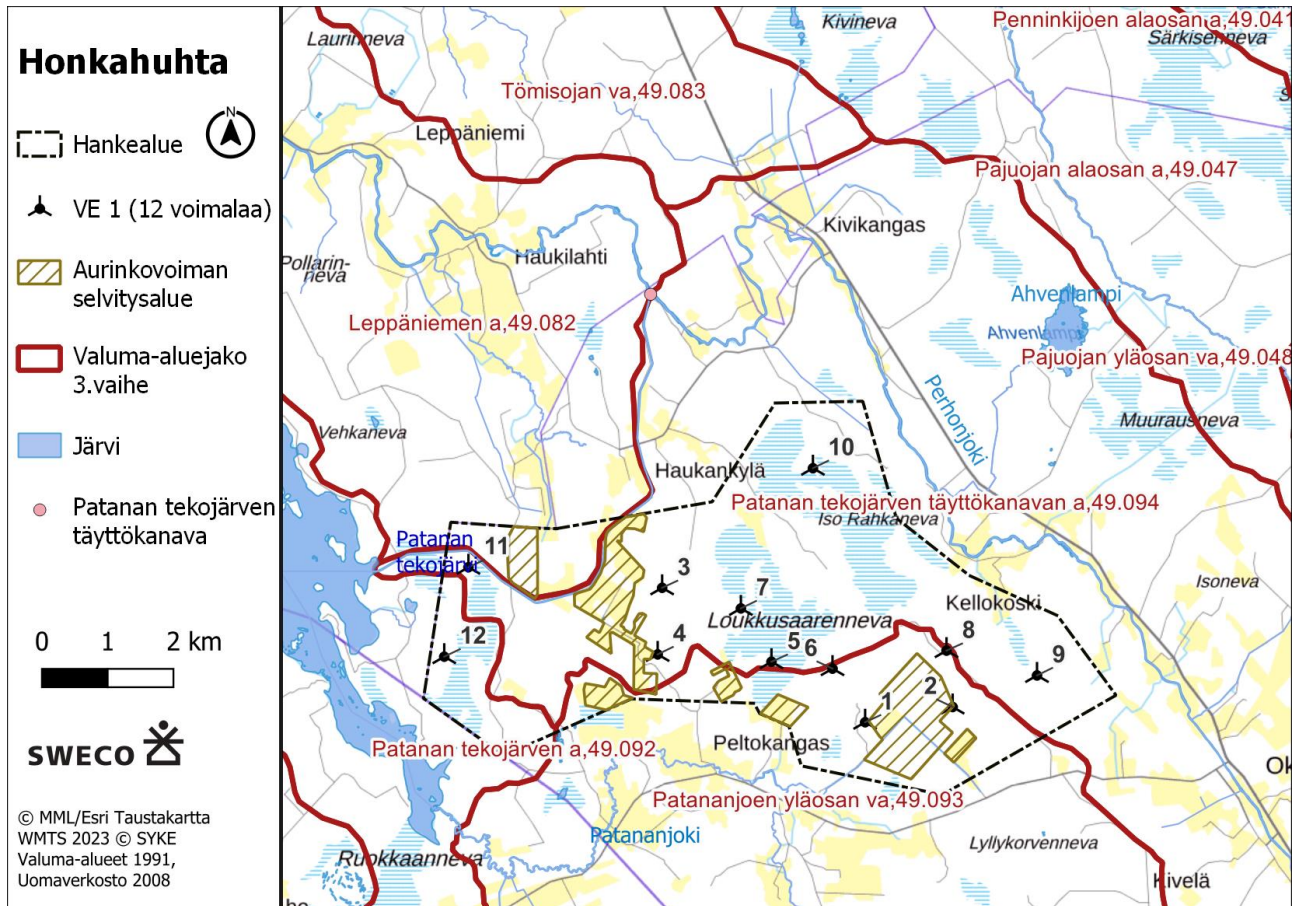 Honkahuhta
N
Hankealue
VE 1 (12 voimalaa)
Aurinkovoiman
selvitysalue
Valuma-aluejako
3.vaihe
Järvi
Patanan tekojärven
täyttökanava
0 1 2 km
SWECO
© MML/Esri Taustakartta
WMTS 2023 © SYKE
Valuma-alueet 1991,
Uomaverkosto 2008
Laurinneva
Kivineva
Penninkijoen alaosan a,49.041
Särkisenneva
Tömisojan va,49.083
Leppäniemi
Pajuojan alaosan a,49.047
Kivikangas
Haukilahti
Pollarin-
neva
Ahvenlampi
Leppäniemen a,49.082
Ahvenlampi
Pajuojan yläosan va,49.048
Perhonjoki
Muurausneva
Vehkaneva
Haukankylä
10
Patanan tekojärven täyttökanavan a,49.094
Iso Rahkaneva
Patanan
tekojärvi
11
3
Isoneva
7
Kellokoski
Loukkusaarenneva
12
4
5
6
8
9
2
1
Patanan tekojärven a,49.092
Peltokangas
Patananjoen yläosan va,49.093
Patananjoki
Lyllykorvenneva
Ruokkaanneva
Kivelä